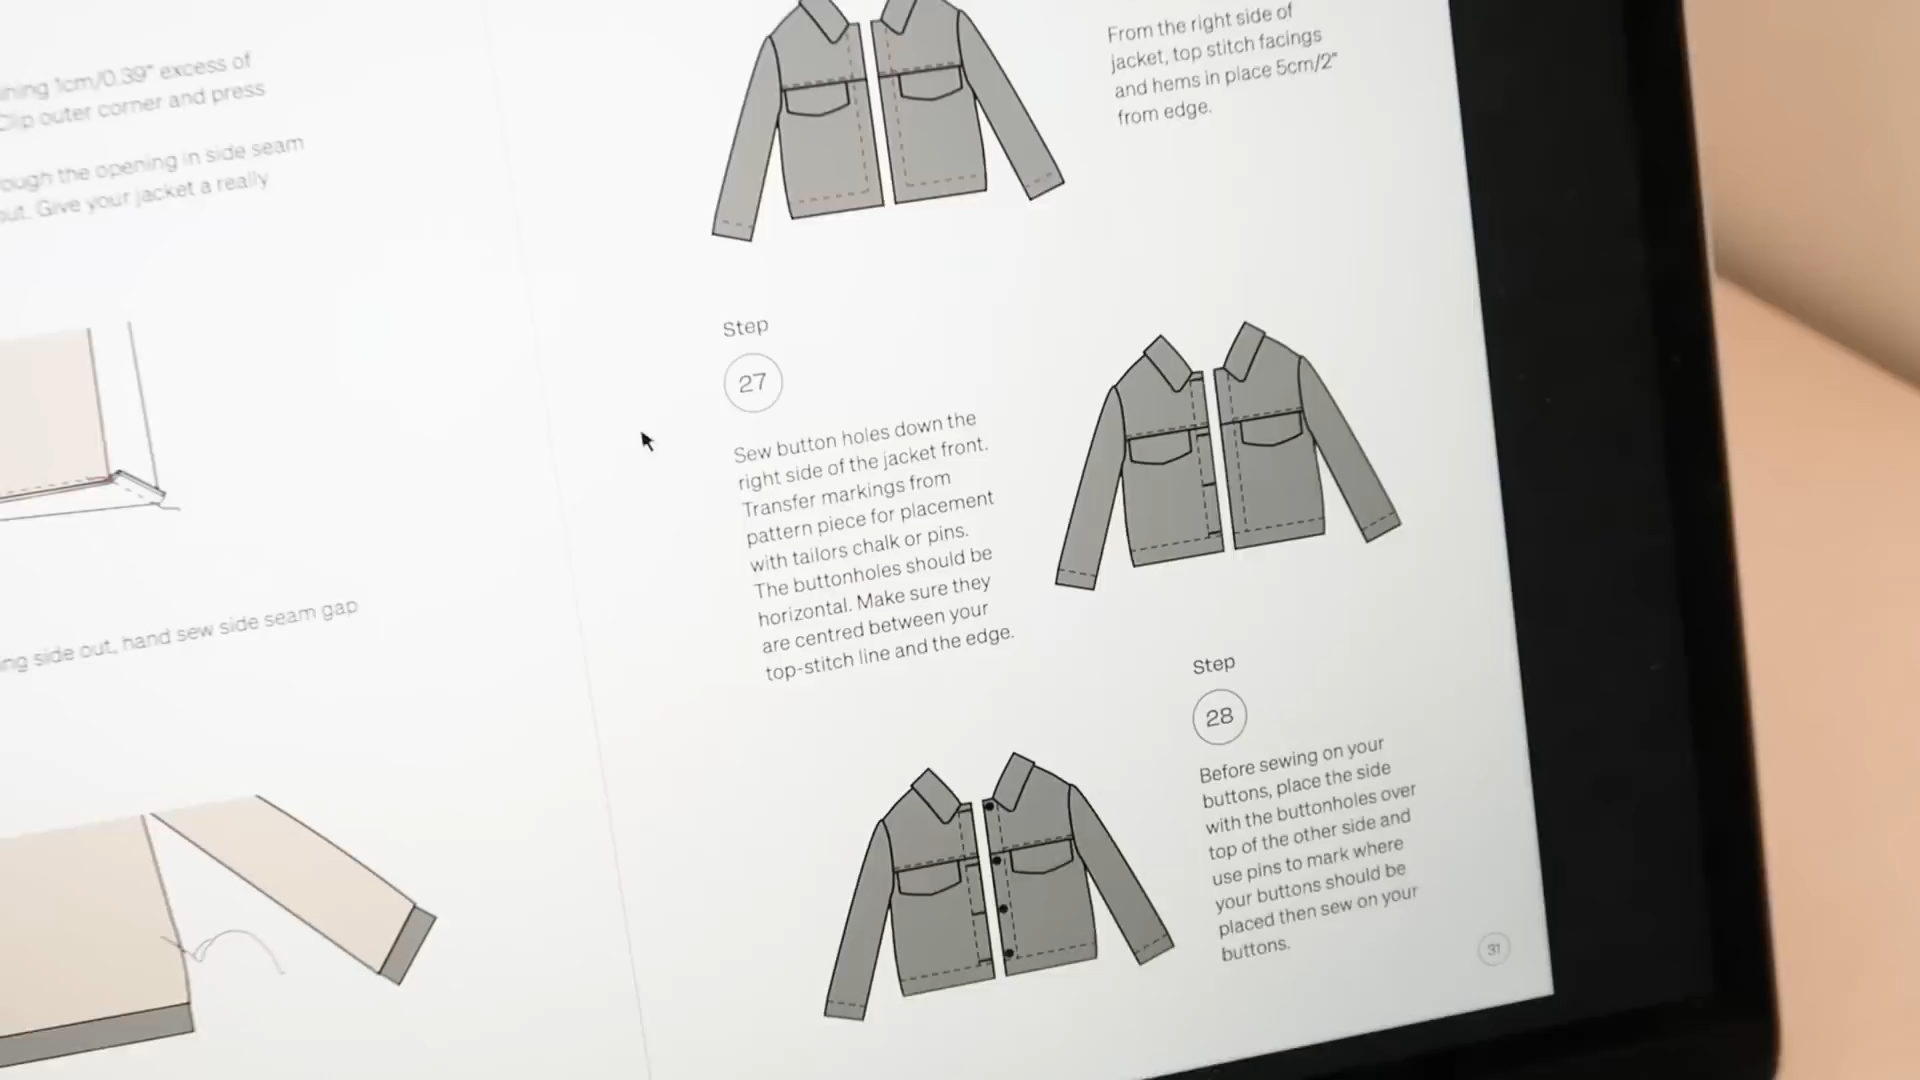 ining 1cm/0.39" excess of
Clip outer corner and press
ough the opening in side seam
out. Give your jacket a really
ng side out, hand sew side seam gap
From the right side of
jacket, top stitch facings
and hems in place 5cm/2"
from edge.
Step
27
Sew button holes down the
right side of the jacket front.
Transfer markings from
pattern piece for placement
with tailors chalk or pins.
The buttonholes should be
horizontal. Make sure they
are centred between your
top-stitch line and the edge.
Step
28
Before sewing on your
buttons, place the side
with the buttonholes over
top of the other side and
use pins to mark where
your buttons should be
placed then sew on your
buttons.
31